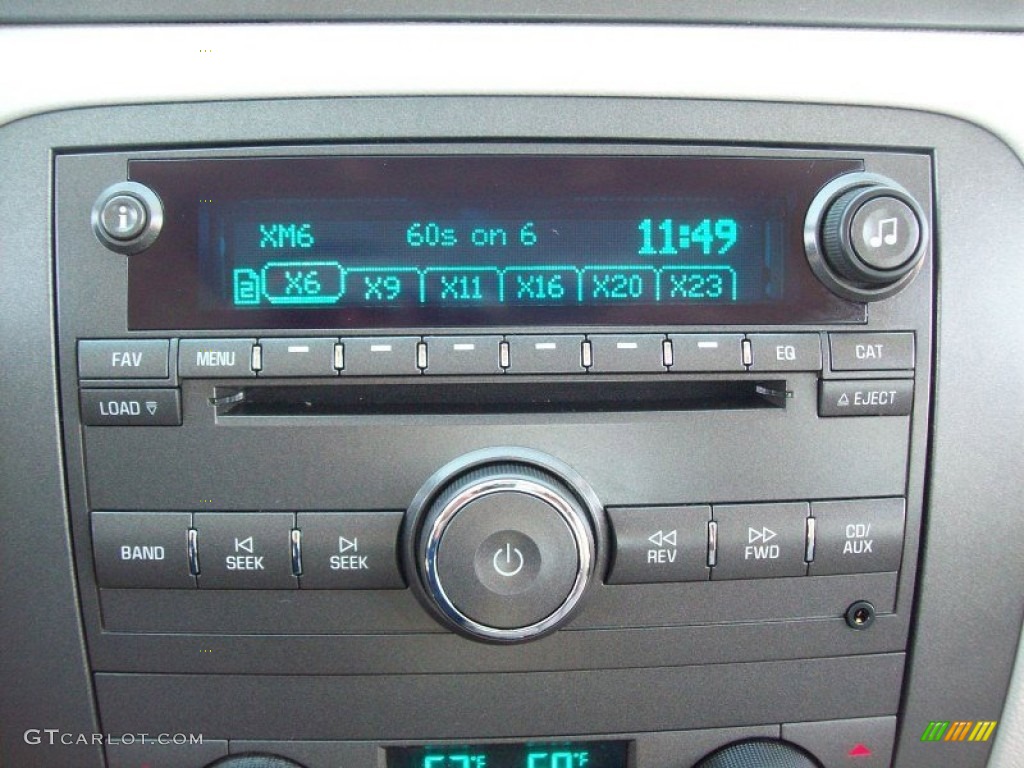 XM6 60s on 6 11:49
2 X6 X9 X11 X16 X20 X23
FAV MENU EQ CAT
LOAD EJECT
BAND SEEK SEEK REV FWD CD/
AUX
GTCARLOT.COM